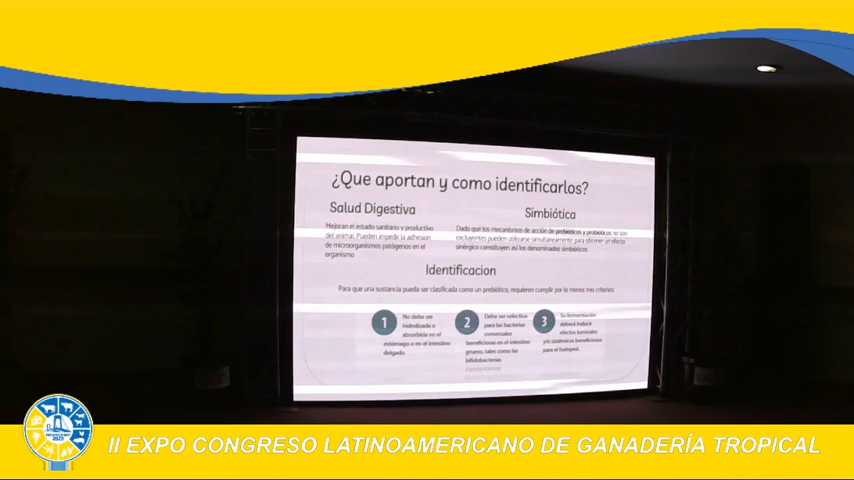 ¿Que aportan y como identificarlos?
Salud Digestiva
Mejoran el estado sanitario y productivo
del animal. Pueden impedir la adhesión
de microorganismos patógenos en el
organismo
Simbiótica
Dado que los mecanismos de acción de prebióticos y probióticos, no son
excluyentes pueden utilizarse simultaneamente para obtener un efecto
sinérgico constituyen así los denominados simbióticos
Identificacion
Para que una sustancia pueda ser clasificada como un prebiótico, requieren cumplir por lo menos tres criterios:
1 No debe ser
hidrolizada o
absorbida en el
estómago o en el intestino
delgado
2 Debe ser selectiva
para las bacterias
comensales
beneficiosas en el intestino
grueso, tales como las
bifidobacterias
3 Su fermentación
deberá inducir
efectos luminales
y/o sistémicos beneficiosos
para el huésped.
II EXPO CONGRESO LATINOAMERICANO DE GANADERÍA TROPICAL